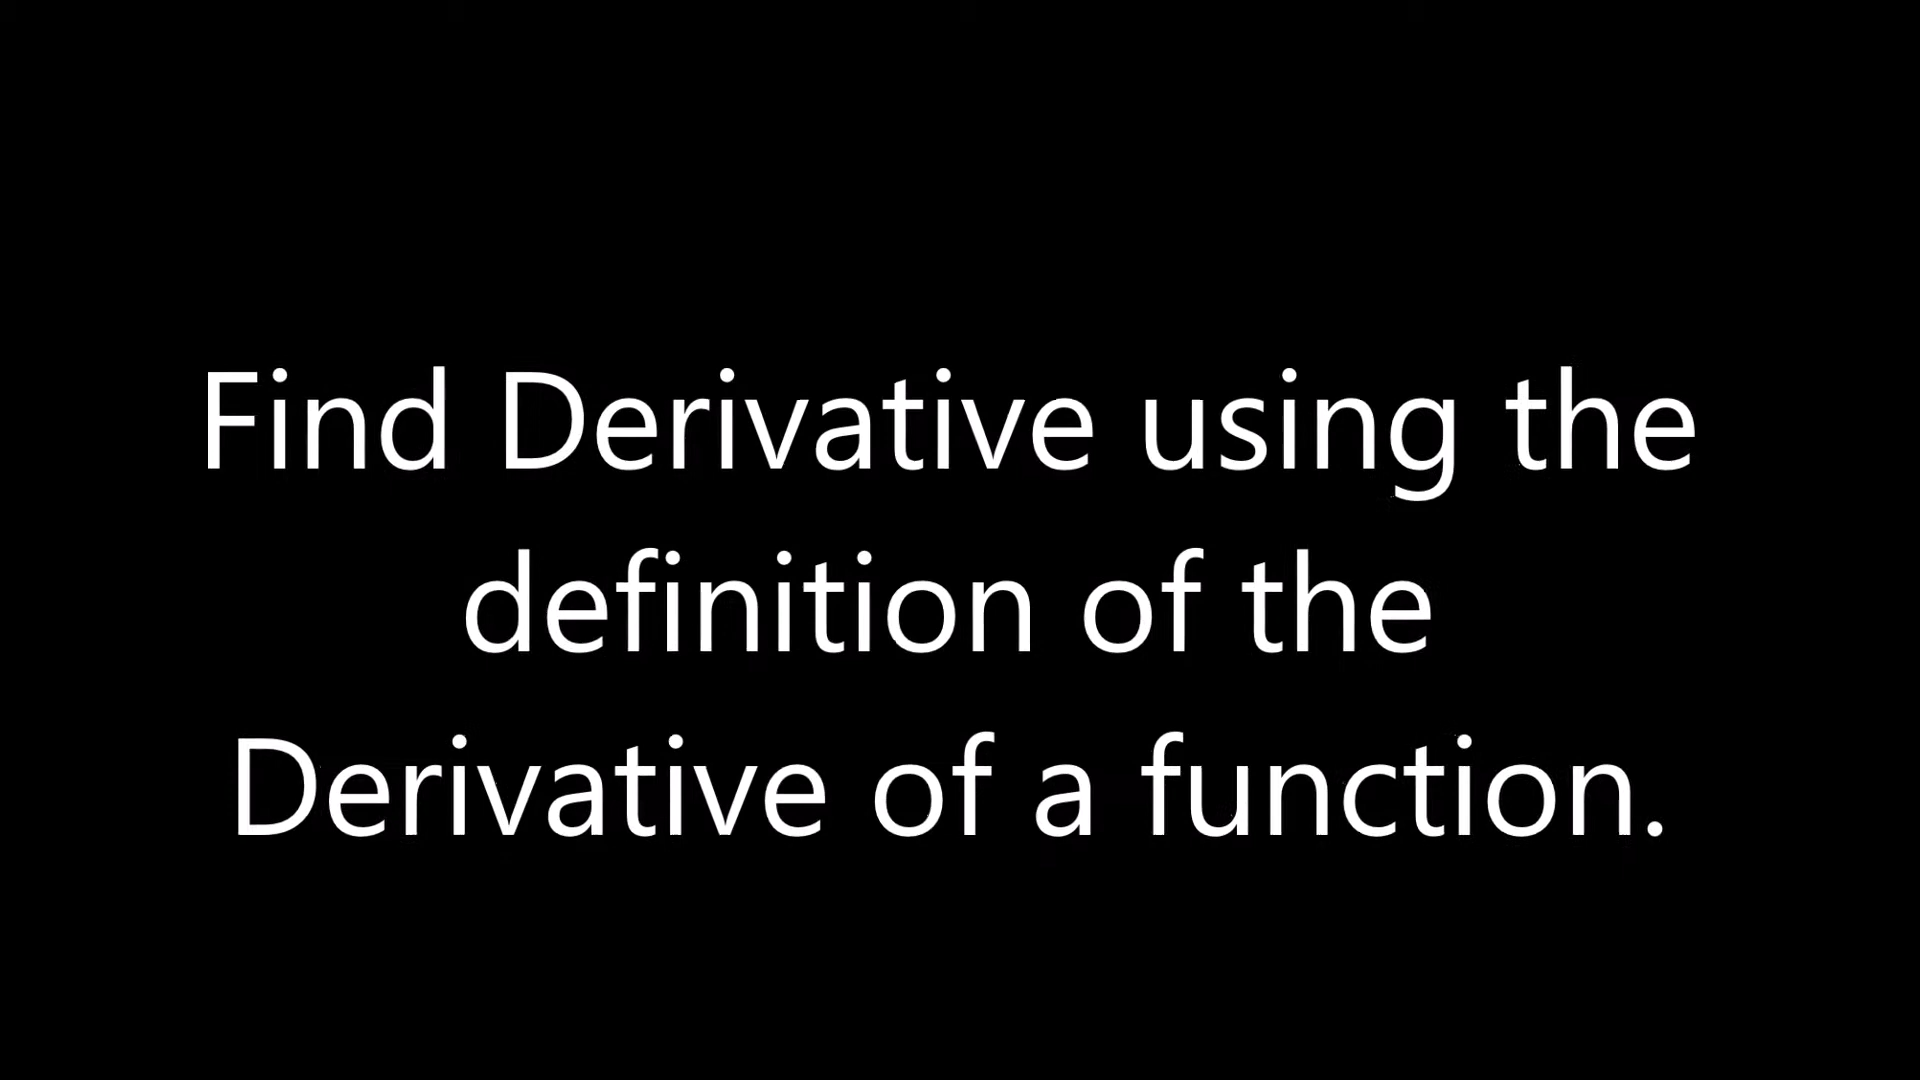 Find Derivative using the
definition of the
Derivative of a function.